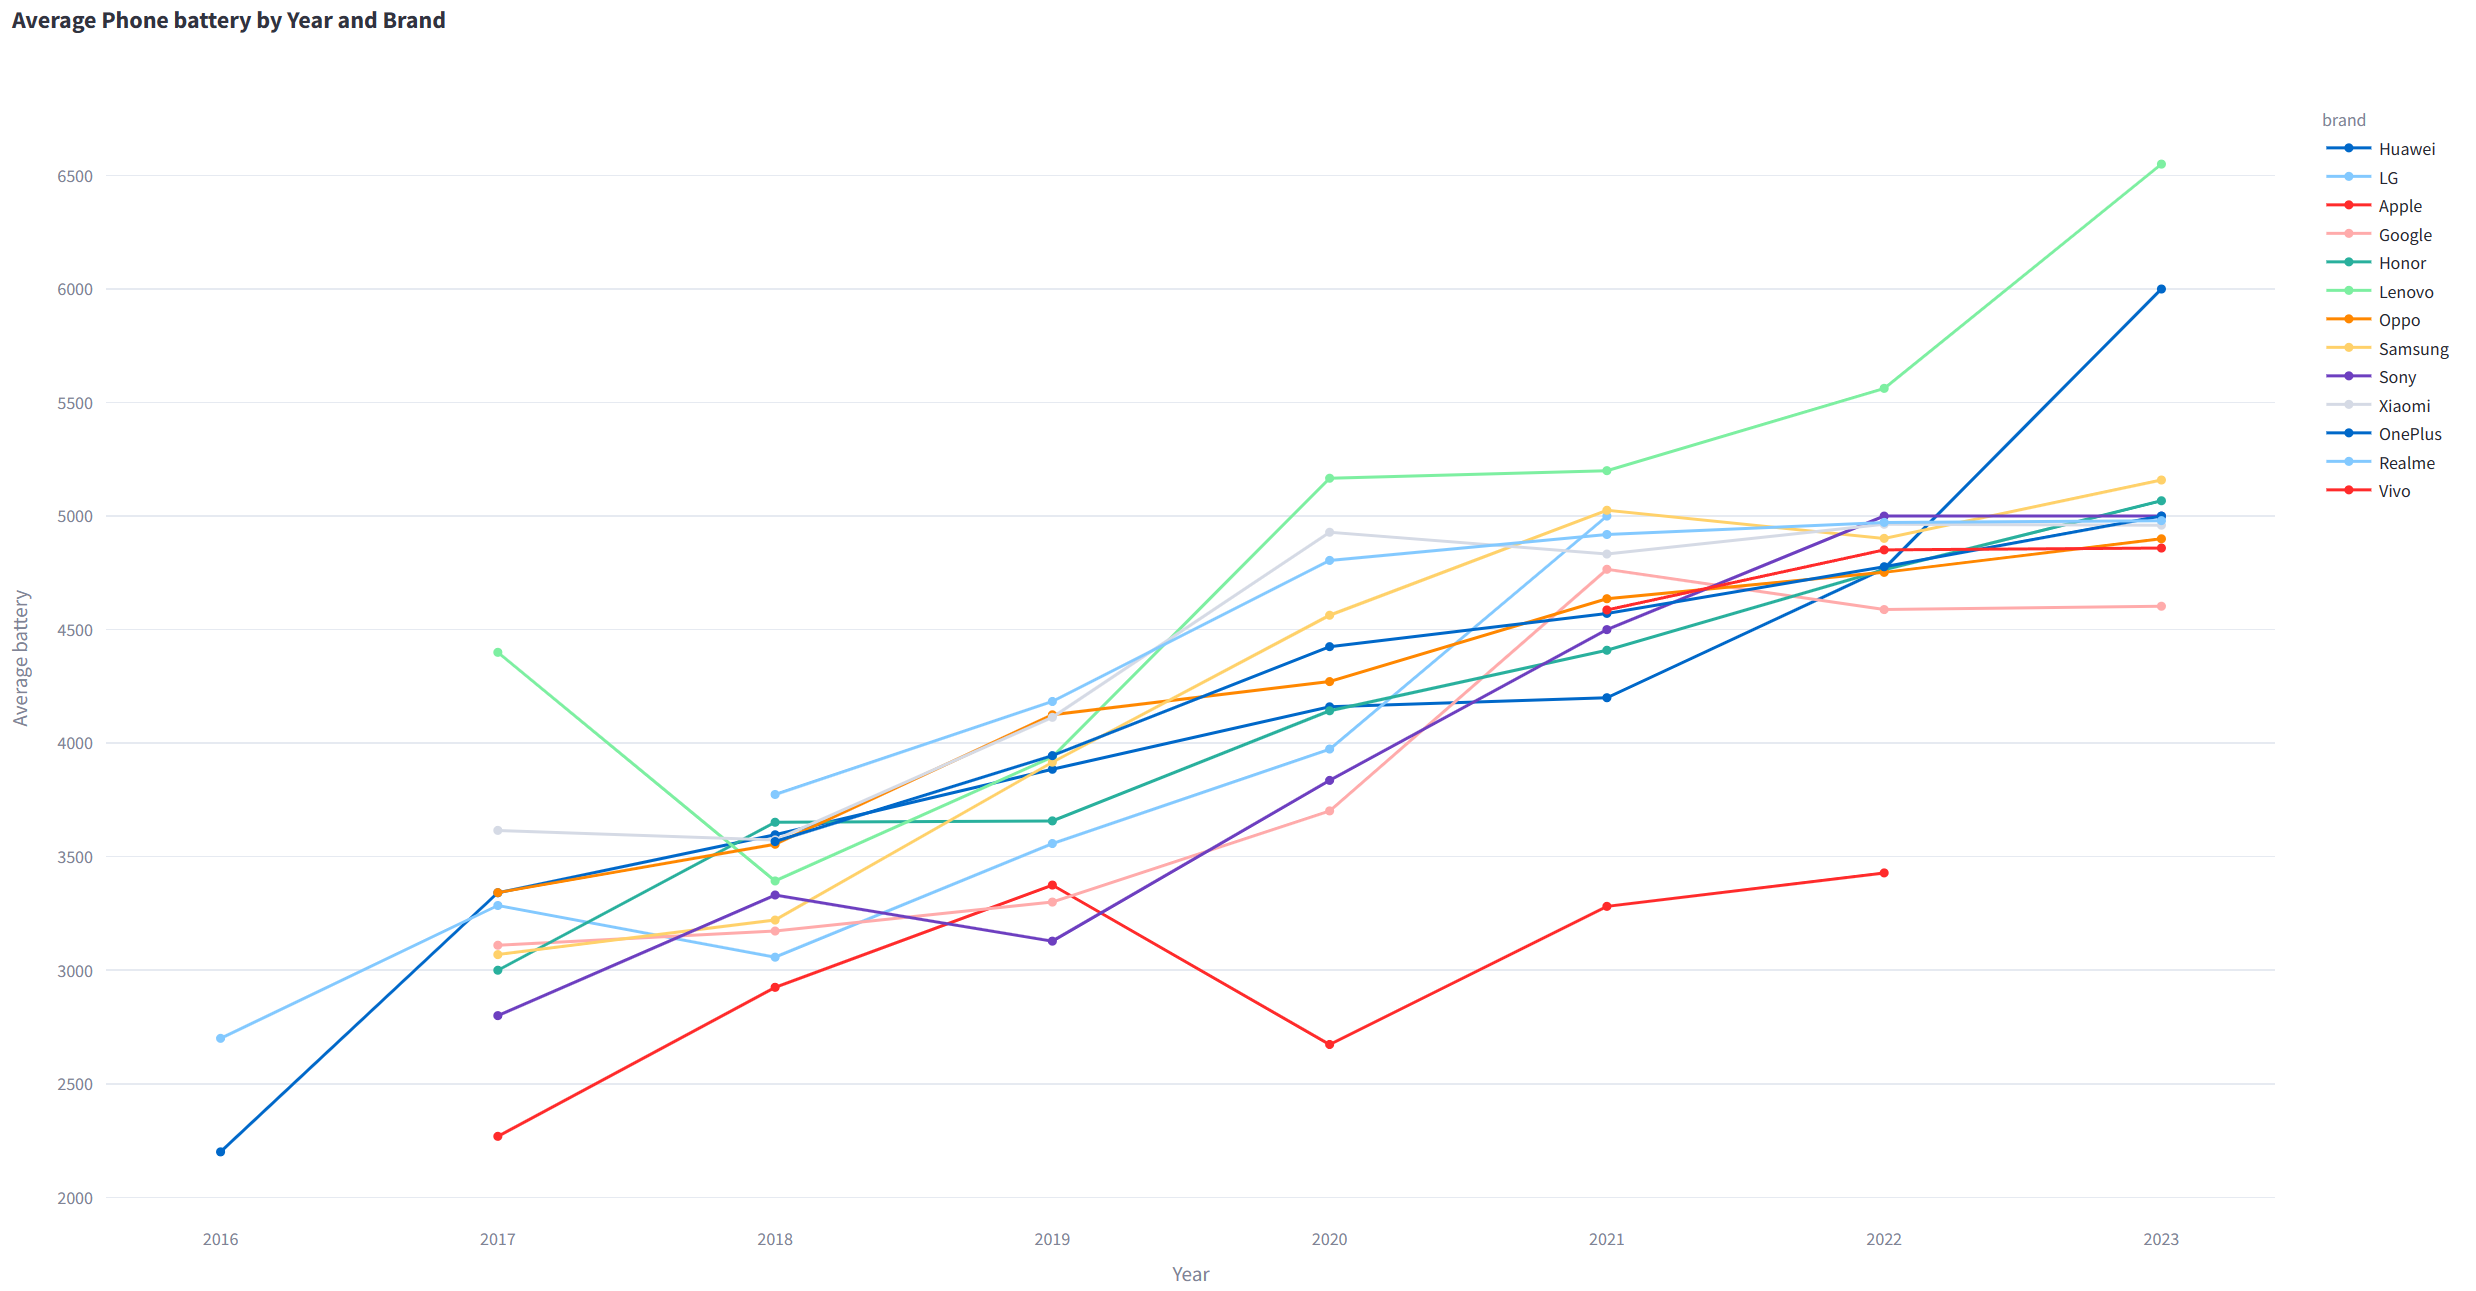 Average Phone battery by Year and Brand
brand
Huawei
LG
Apple
Google
Honor
Lenovo
Oppo
Samsung
Sony
Xiaomi
OnePlus
Realme
Vivo
6500
6000
5500
5000
4500
4000
3500
3000
2500
2000
Average battery
2016 2017 2018 2019 2020 2021 2022 2023
Year